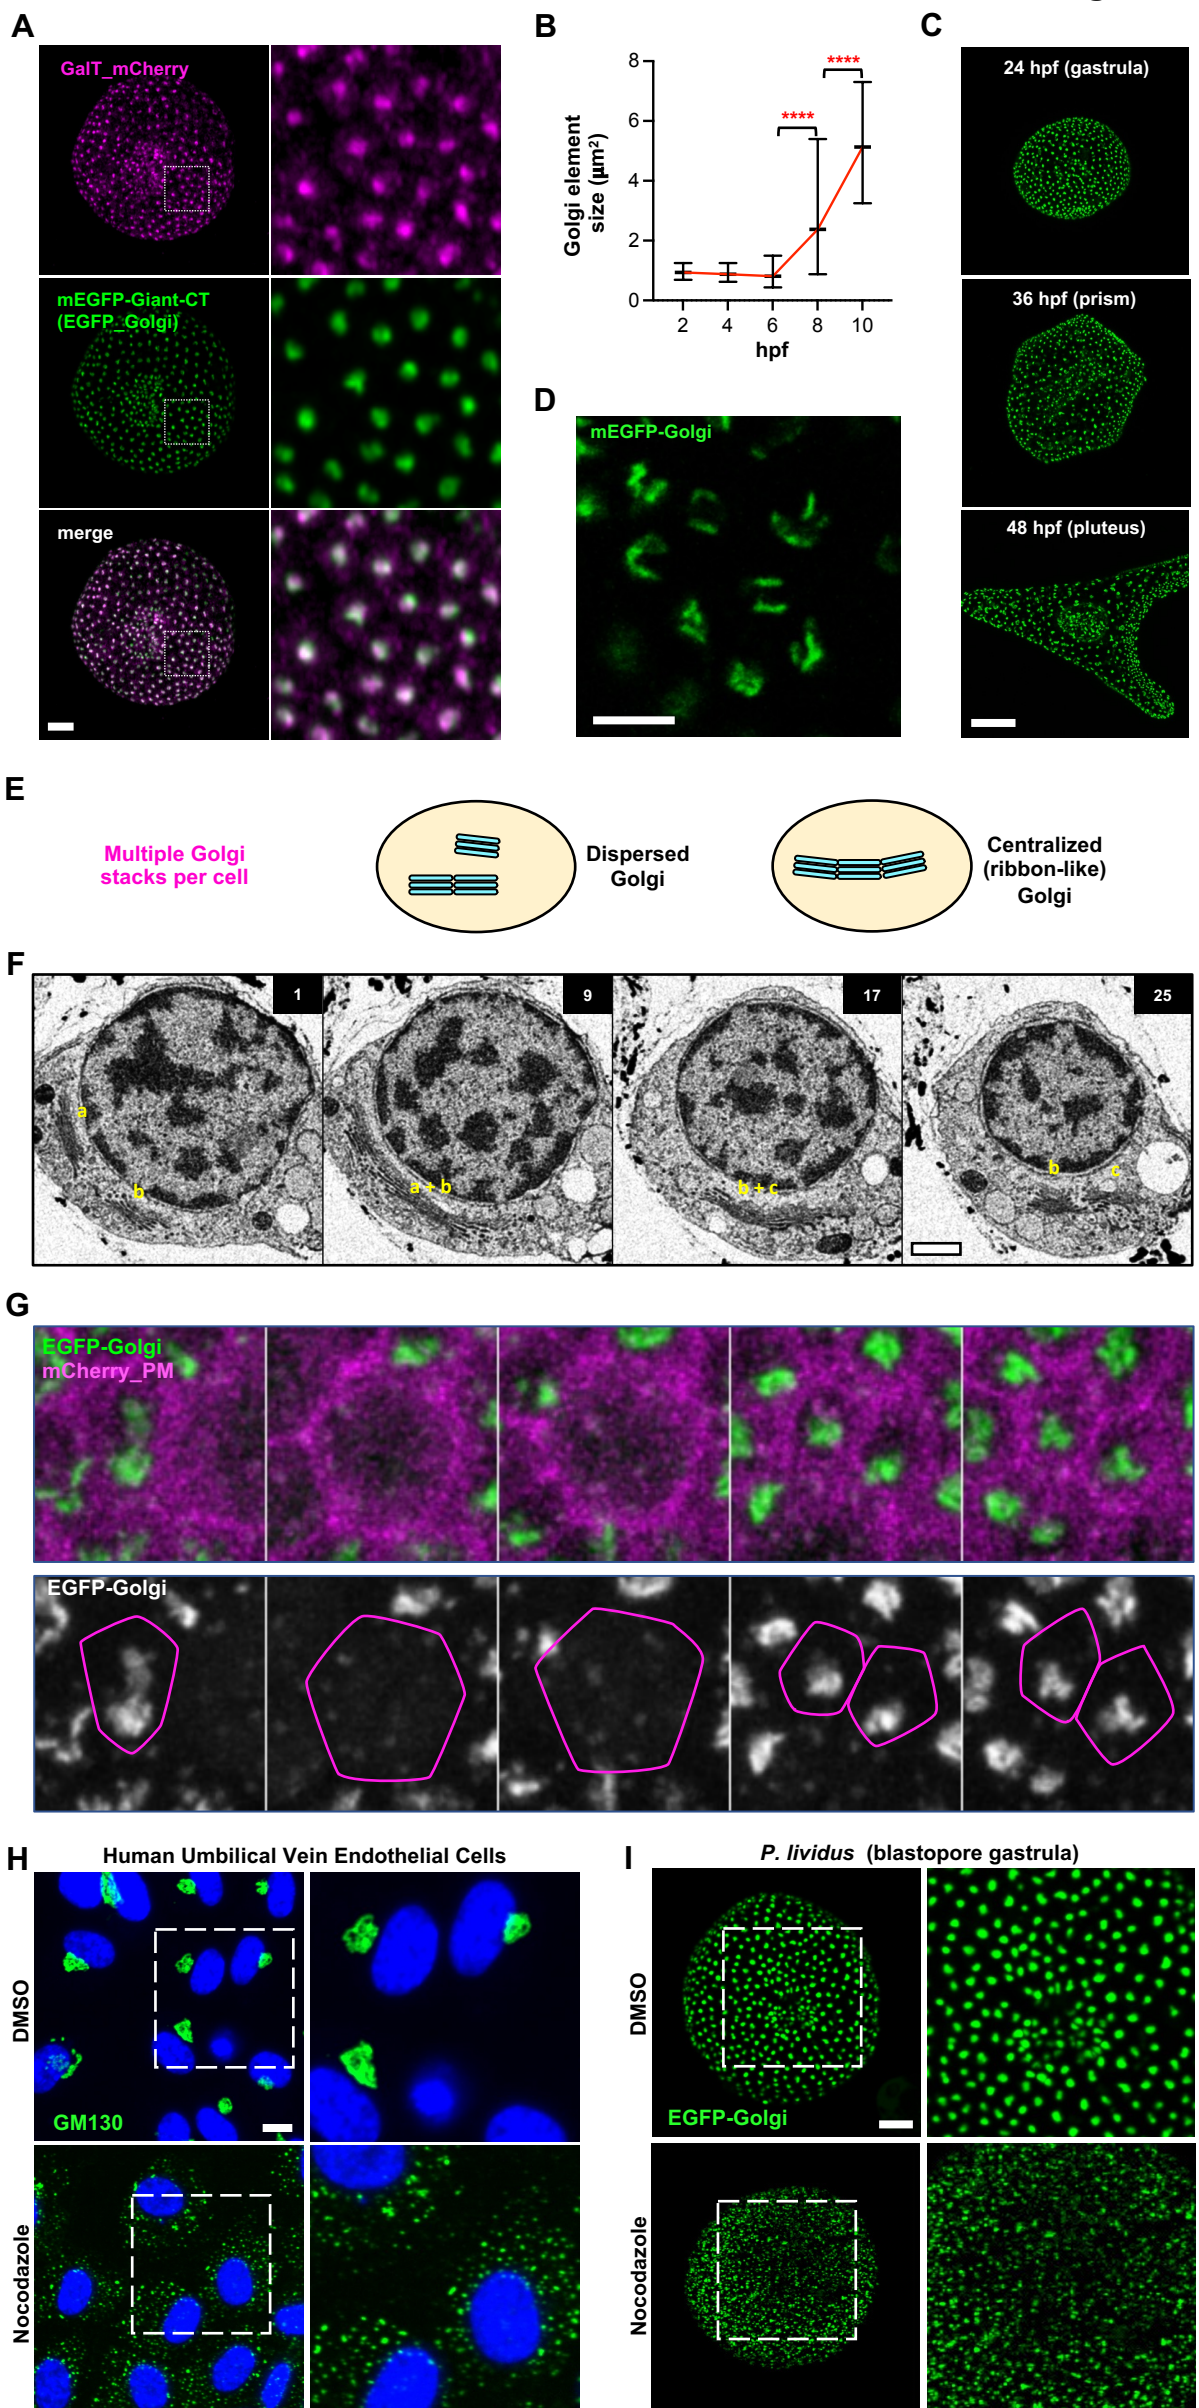 A
GalT_mCherry
mEGFP-Giant-CT
(EGFP_Golgi)
merge
B
Golgi element
size (µm²)
8
6
4
2
0
****
****
2 4 6 8 10
hpf
C
24 hpf (gastrula)
36 hpf (prism)
48 hpf (pluteus)
D
mEGFP-Golgi
E
Multiple Golgi
stacks per cell
Dispersed
Golgi
Centralized
(ribbon-like)
Golgi
F
1
a
b
9
a + b
17
b + c
25
b c
G
EGFP-Golgi
mCherry_PM
EGFP-Golgi
H
Human Umbilical Vein Endothelial Cells
DMSO
GM130
Nocodazole
I
P. lividus (blastopore gastrula)
DMSO
EGFP-Golgi
Nocodazole